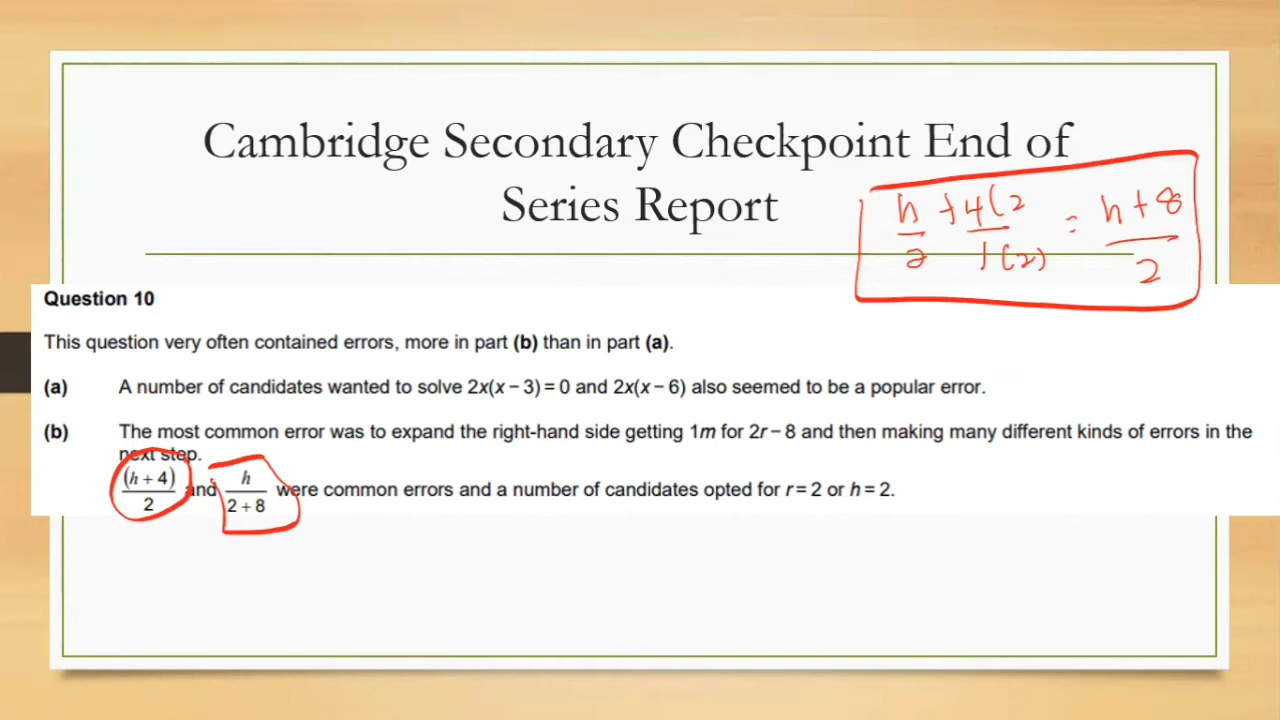 Cambridge Secondary Checkpoint End of
Series Report
h/2 + 4(2/1(2) = h+8/2
Question 10
This question very often contained errors, more in part (b) than in part (a).
(a) A number of candidates wanted to solve 2x(x − 3) = 0 and 2x(x − 6) also seemed to be a popular error.
(b) The most common error was to expand the right-hand side getting 1m for 2r − 8 and then making many different kinds of errors in the
next step.
(h + 4)/2 and h/2 + 8 were common errors and a number of candidates opted for r = 2 or h = 2.